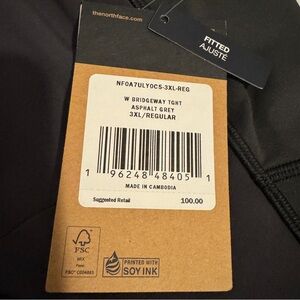 thenorthface.com
FITTED
AJUSTÉ
NF0A7ULY0C5-3XL-REG
W BRIDGEWAY TGHT
ASPHALT GREY
3XL/REGULAR
1 96248 48405 1
MADE IN CAMBODIA
Suggested Retail 100.00
FSC
MIX
PRINTED WITH
SOY INK